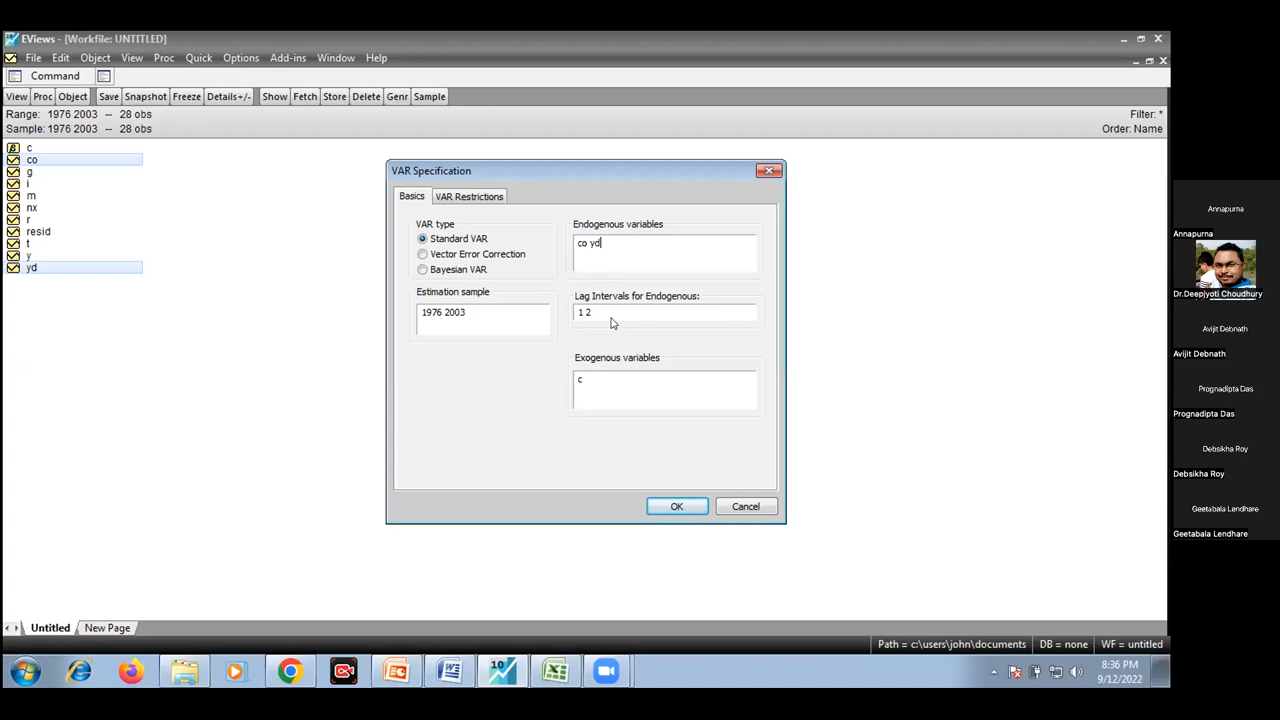 EViews - [Workfile: UNTITLED]
File Edit Object View Proc Quick Options Add-ins Window Help
Command
View Proc Object Save Snapshot Freeze Details+/- Show Fetch Store Delete Genr Sample
Range: 1976 2003 -- 28 obs Filter: *
Sample: 1976 2003 -- 28 obs Order: Name
c
co
g
i
m
nx
r
resid
t
y
yd
VAR Specification
Basics VAR Restrictions
VAR type
Standard VAR
Vector Error Correction
Bayesian VAR
Estimation sample
1976 2003
Endogenous variables
co yd
Lag Intervals for Endogenous:
1 2
Exogenous variables
c
OK Cancel
Untitled New Page
Path = c:\users\john\documents DB = none WF = untitled
10
8:36 PM
9/12/2022
Annapurna
Annapurna
Dr.Deepjyoti Choudhury
Avijit Debnath
Avijit Debnath
Prognadipta Das
Prognadipta Das
Debsikha Roy
Debsikha Roy
Geetabala Lendhare
Geetabala Lendhare